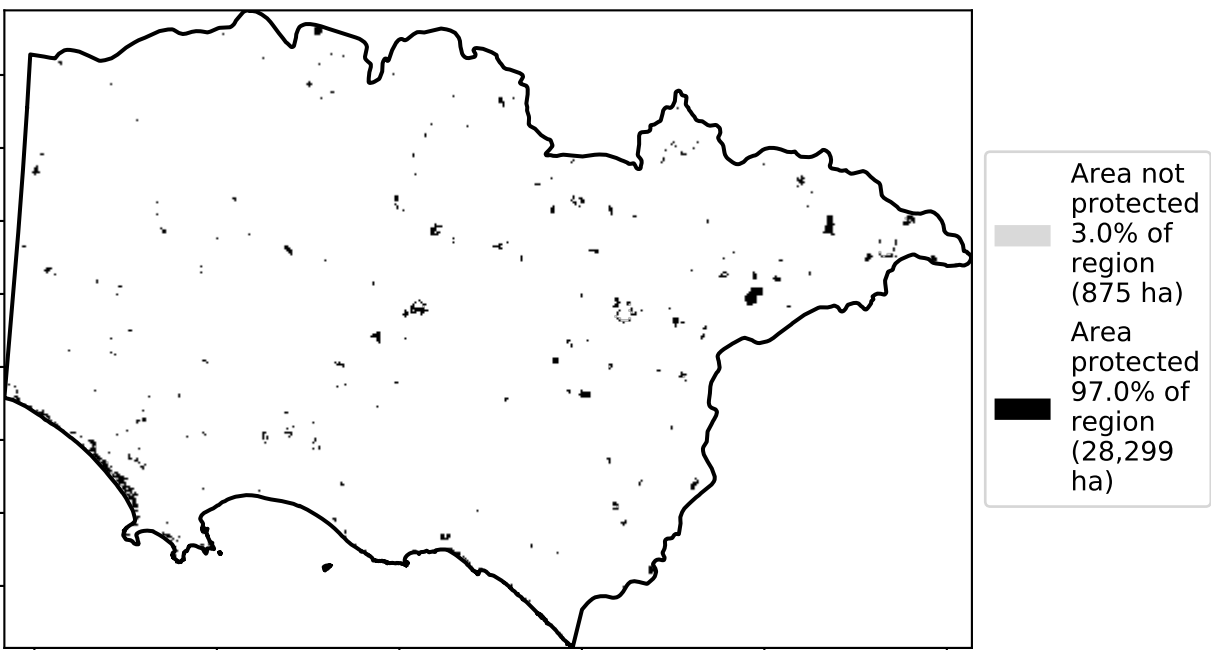 Area not
protected
3.0% of
region
(875 ha)
Area
protected
97.0% of
region
(28,299
ha)